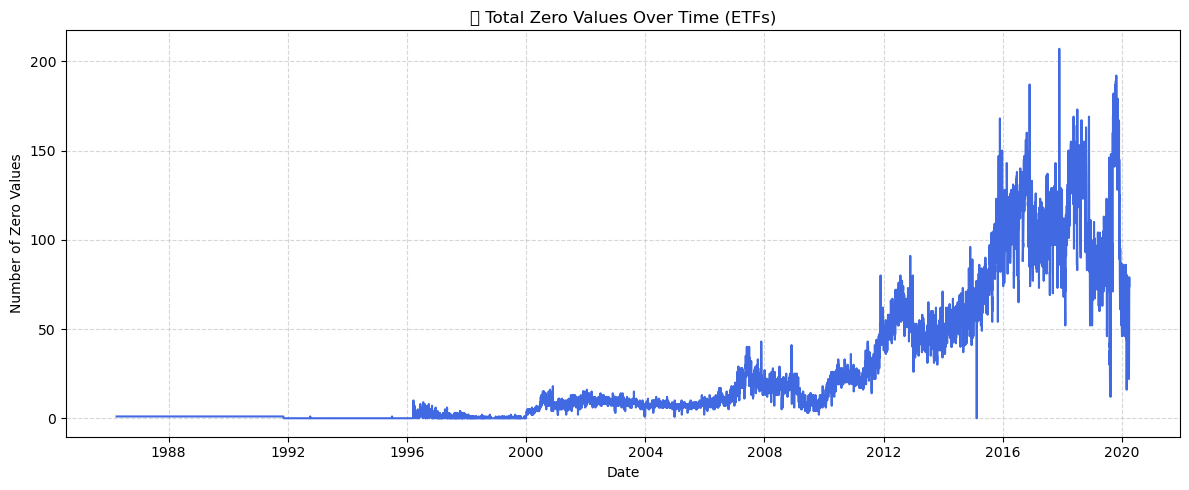 ▯ Total Zero Values Over Time (ETFs)
Number of Zero Values
200
150
100
50
0
1988 1992 1996 2000 2004 2008 2012 2016 2020
Date